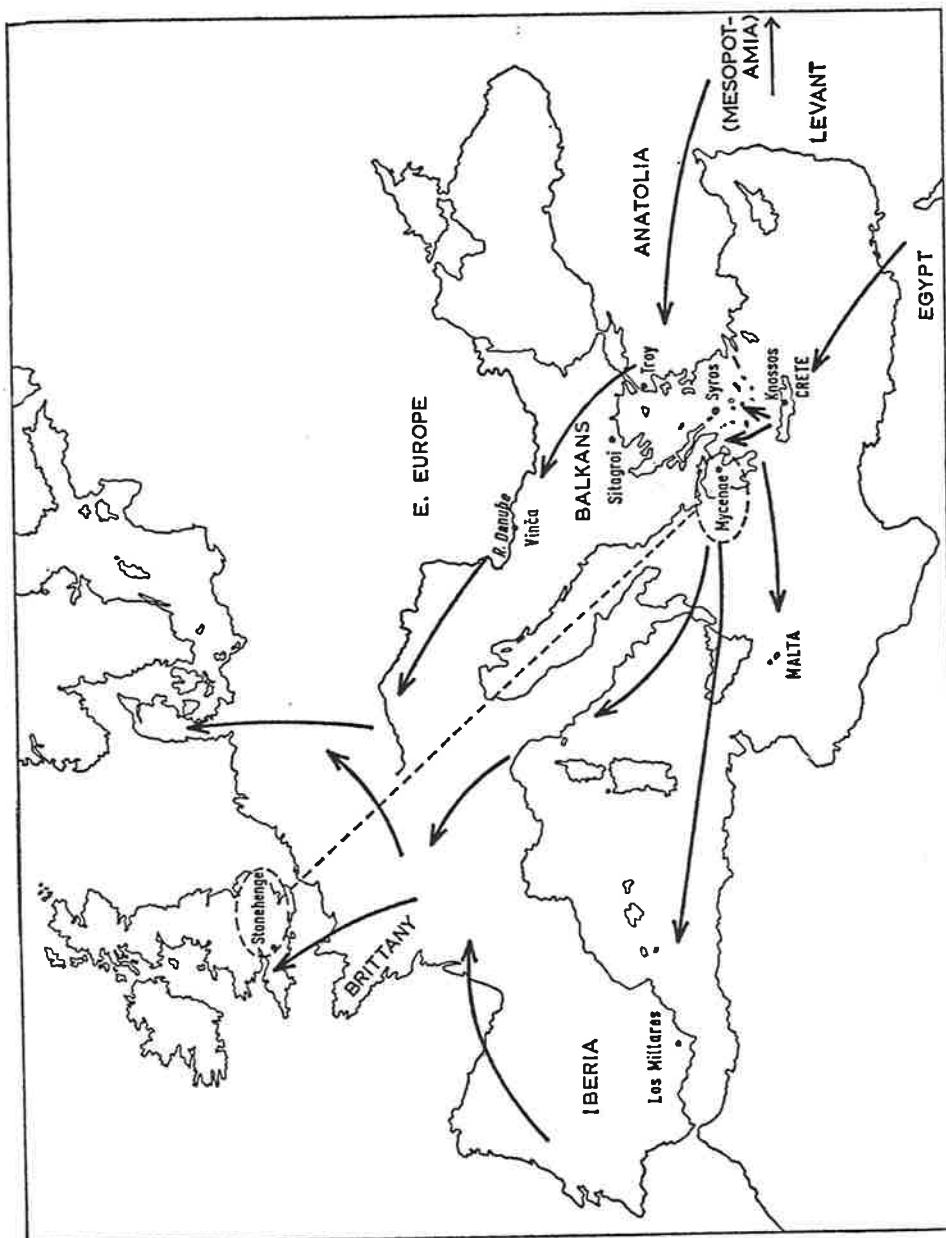 Stonehenge
BRITTANY
IBERIA
Los Millares
E. EUROPE
R. Danube
Vinča
BALKANS
Sitagroi
Troy
ANATOLIA
(MESOPOT-
AMIA)
Mycenae
Syros
Knossos
CRETE
MALTA
LEVANT
EGYPT